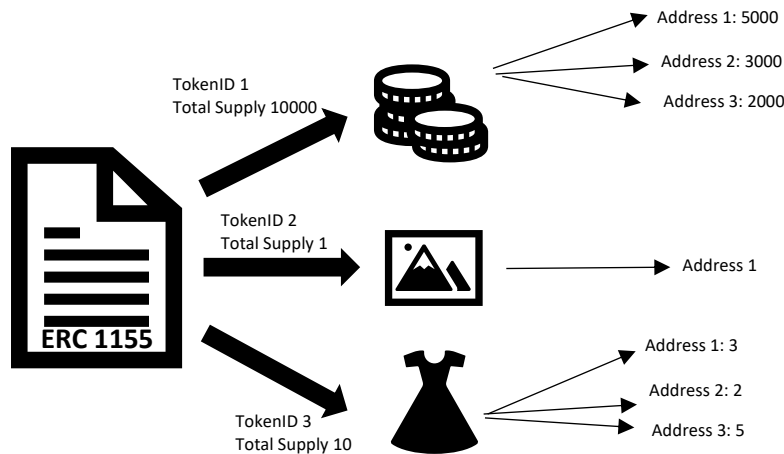 Address 1: 5000
Address 2: 3000
Address 3: 2000
TokenID 1
Total Supply 10000
TokenID 2
Total Supply 1
Address 1
ERC 1155
Address 1: 3
Address 2: 2
Address 3: 5
TokenID 3
Total Supply 10